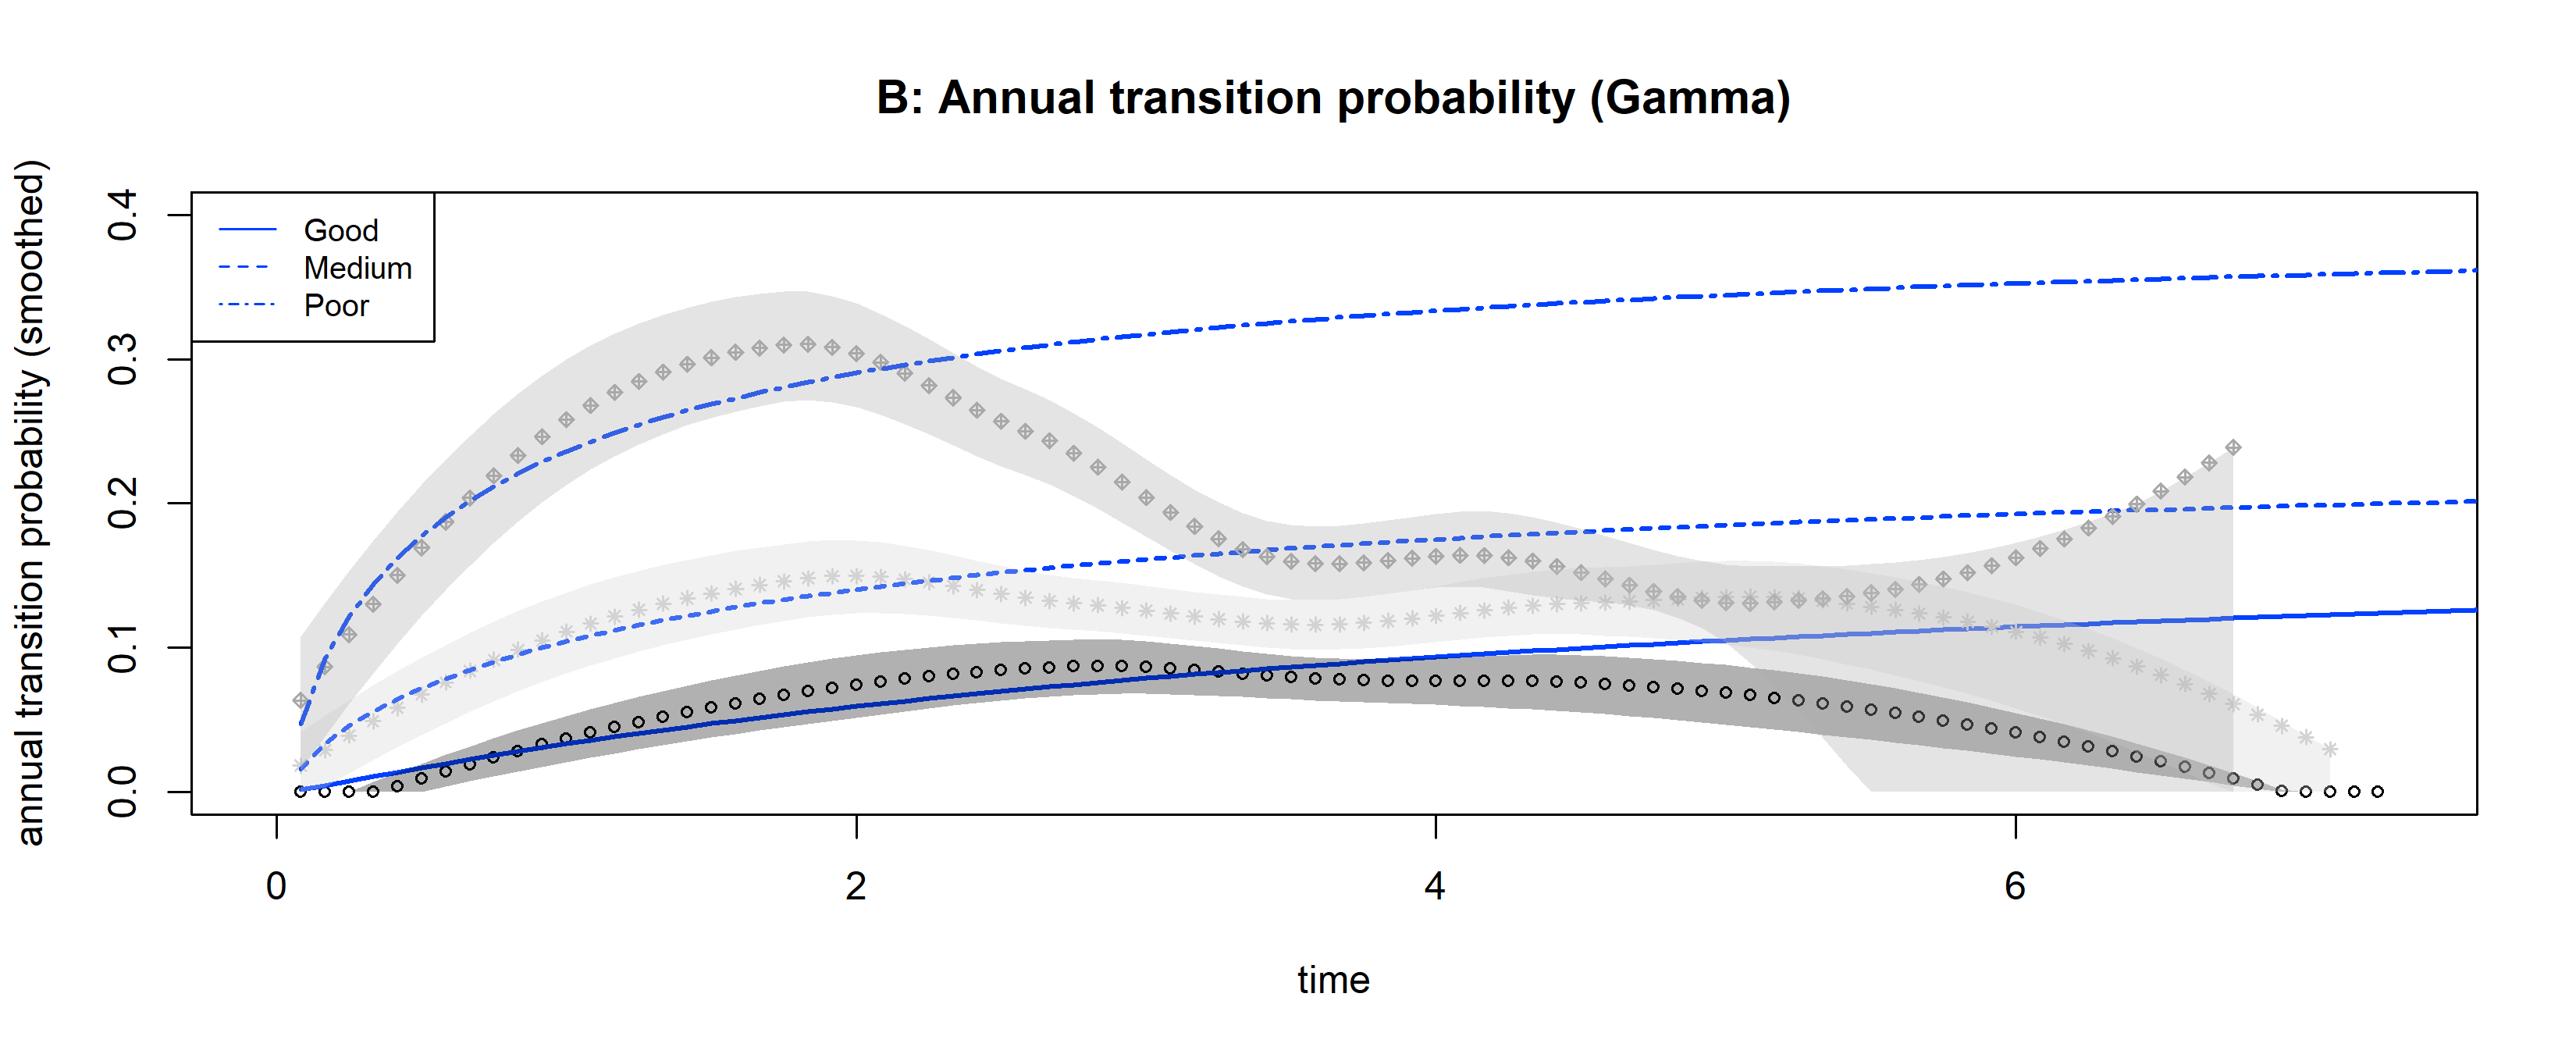 B: Annual transition probability (Gamma)
annual transition probability (smoothed)
0.4
0.3
0.2
0.1
0.0
Good
Medium
Poor
0
2
4
6
time